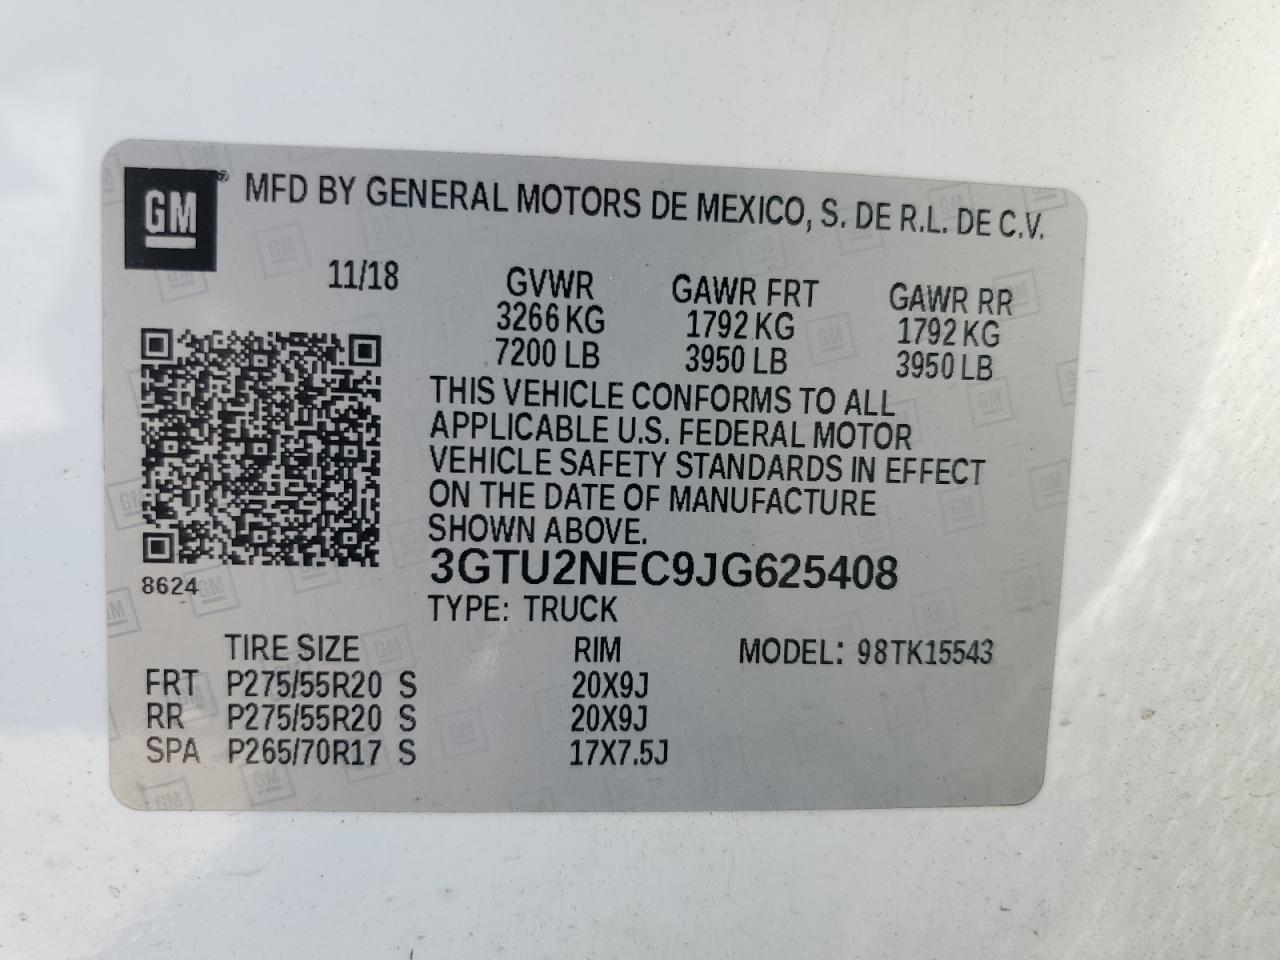 GM® MFD BY GENERAL MOTORS DE MEXICO, S. DE R.L. DE C.V.
11/18 GVWR GAWR FRT GAWR RR
3266 KG 1792 KG 1792 KG
7200 LB 3950 LB 3950 LB
THIS VEHICLE CONFORMS TO ALL
APPLICABLE U.S. FEDERAL MOTOR
VEHICLE SAFETY STANDARDS IN EFFECT
ON THE DATE OF MANUFACTURE
SHOWN ABOVE.
3GTU2NEC9JG625408
8624
TYPE: TRUCK
TIRE SIZE RIM MODEL: 98TK15543
FRT P275/55R20 S 20X9J
RR P275/55R20 S 20X9J
SPA P265/70R17 S 17X7.5J